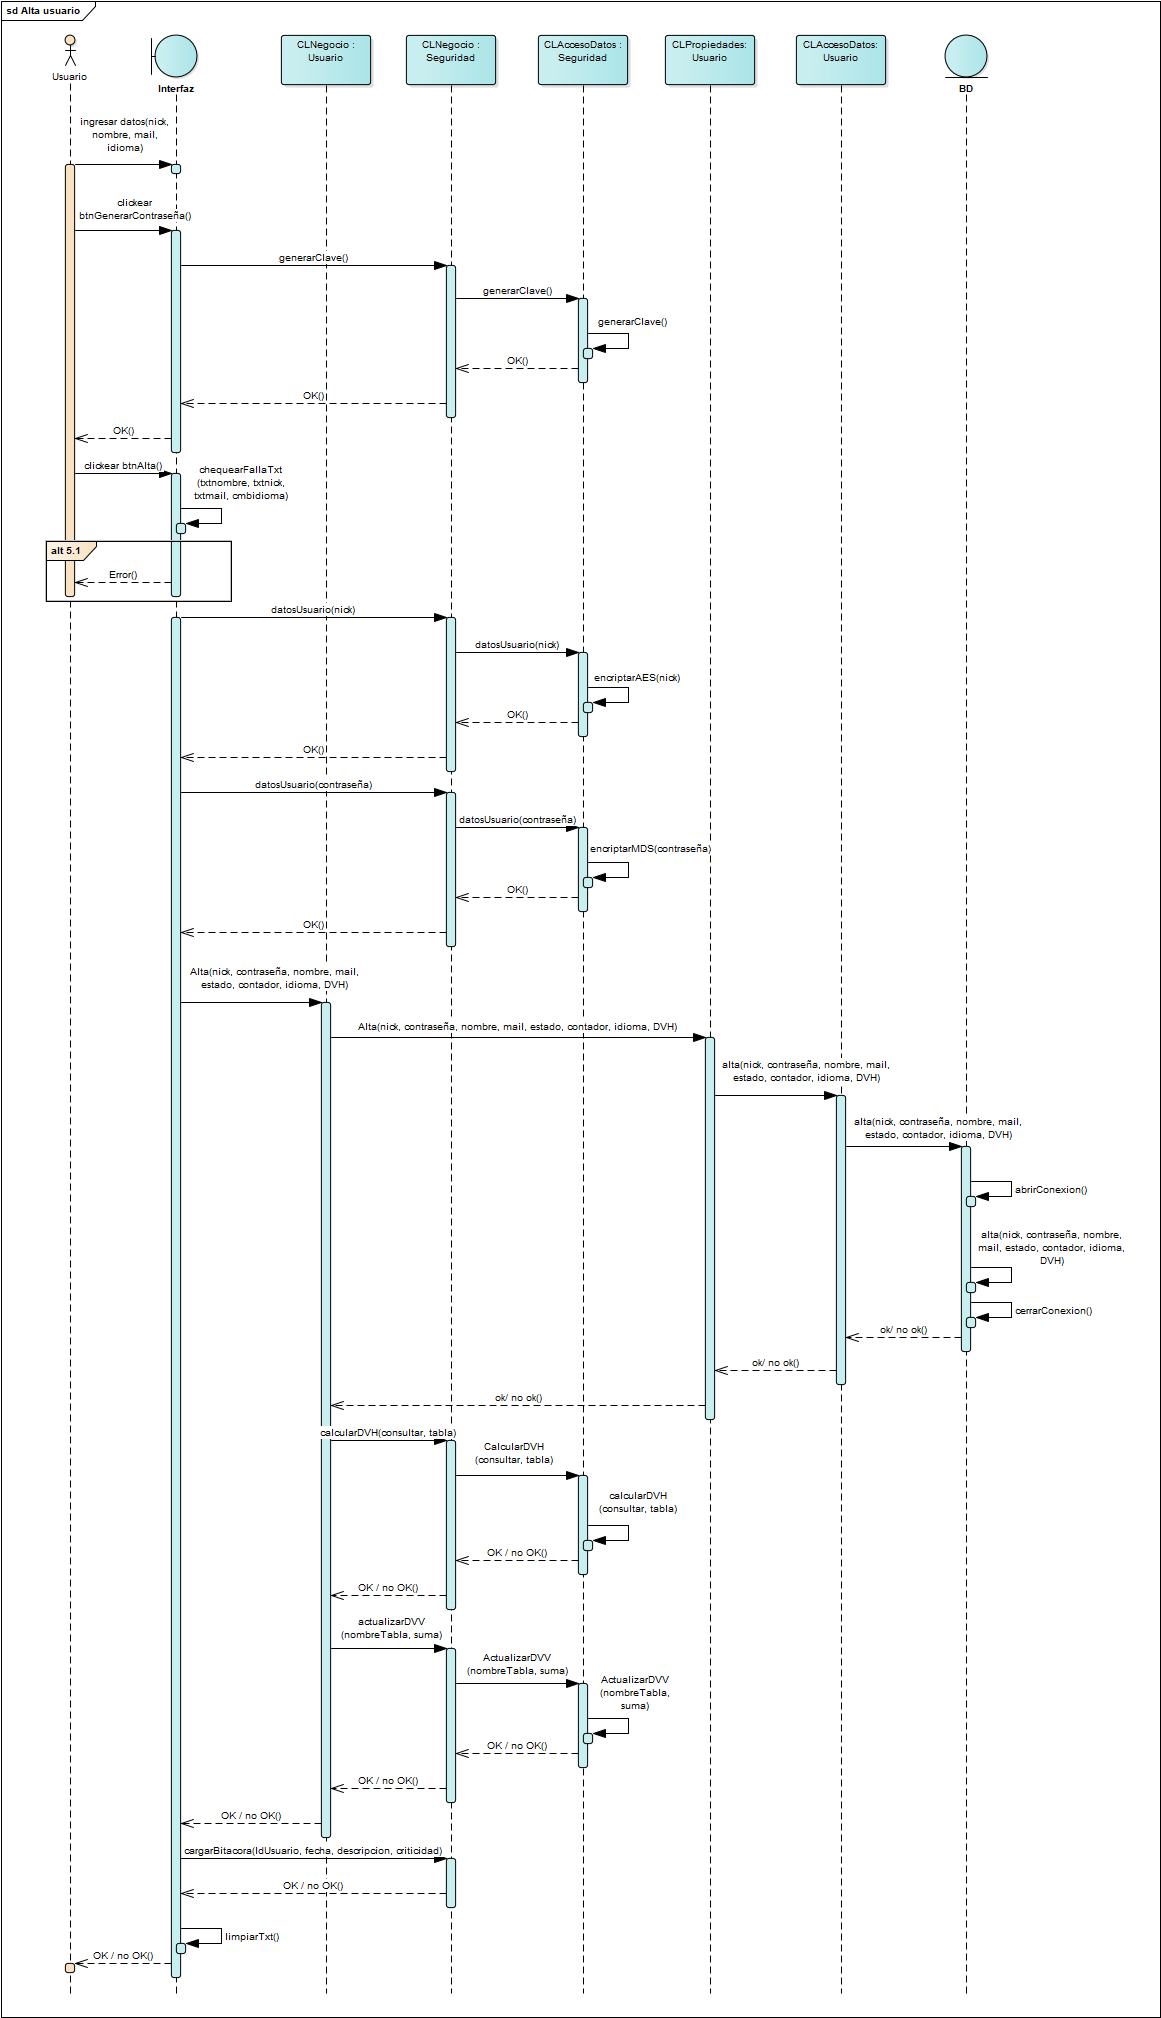 sd Alta usuario
Usuario
Interfaz
CLNegocio :
Usuario
CLNegocio :
Seguridad
CLAccesoDatos :
Seguridad
CLPropiedades:
Usuario
CLAccesoDatos:
Usuario
BD
ingresar datos(nick,
nombre, mail,
idioma)
clickear
btnGenerarContraseña()
generarClave()
generarClave()
generarClave()
OK()
OK()
OK()
clickear btnAlta()
chequearFallaTxt
(txtnombre, txtnick,
txtmail, cmbidioma)
alt 5.1
Error()
datosUsuario(nick)
datosUsuario(nick)
encriptarAES(nick)
OK()
OK()
datosUsuario(contraseña)
datosUsuario(contraseña)
encriptarMD5(contraseña)
OK()
OK()
Alta(nick, contraseña, nombre, mail,
estado, contador, idioma, DVH)
Alta(nick, contraseña, nombre, mail, estado, contador, idioma, DVH)
alta(nick, contraseña, nombre, mail,
estado, contador, idioma, DVH)
alta(nick, contraseña, nombre, mail,
estado, contador, idioma, DVH)
abrirConexion()
alta(nick, contraseña, nombre,
mail, estado, contador, idioma,
DVH)
cerrarConexion()
ok/ no ok()
ok/ no ok()
ok/ no ok()
calcularDVH(consultar, tabla)
CalcularDVH
(consultar, tabla)
calcularDVH
(consultar, tabla)
OK / no OK()
OK / no OK()
actualizarDVV
(nombreTabla, suma)
ActualizarDVV
(nombreTabla, suma)
ActualizarDVV
(nombreTabla,
suma)
OK / no OK()
OK / no OK()
OK / no OK()
cargarBitacora(IdUsuario, fecha, descripcion, criticidad)
OK / no OK()
limpiarTxt()
OK / no OK()